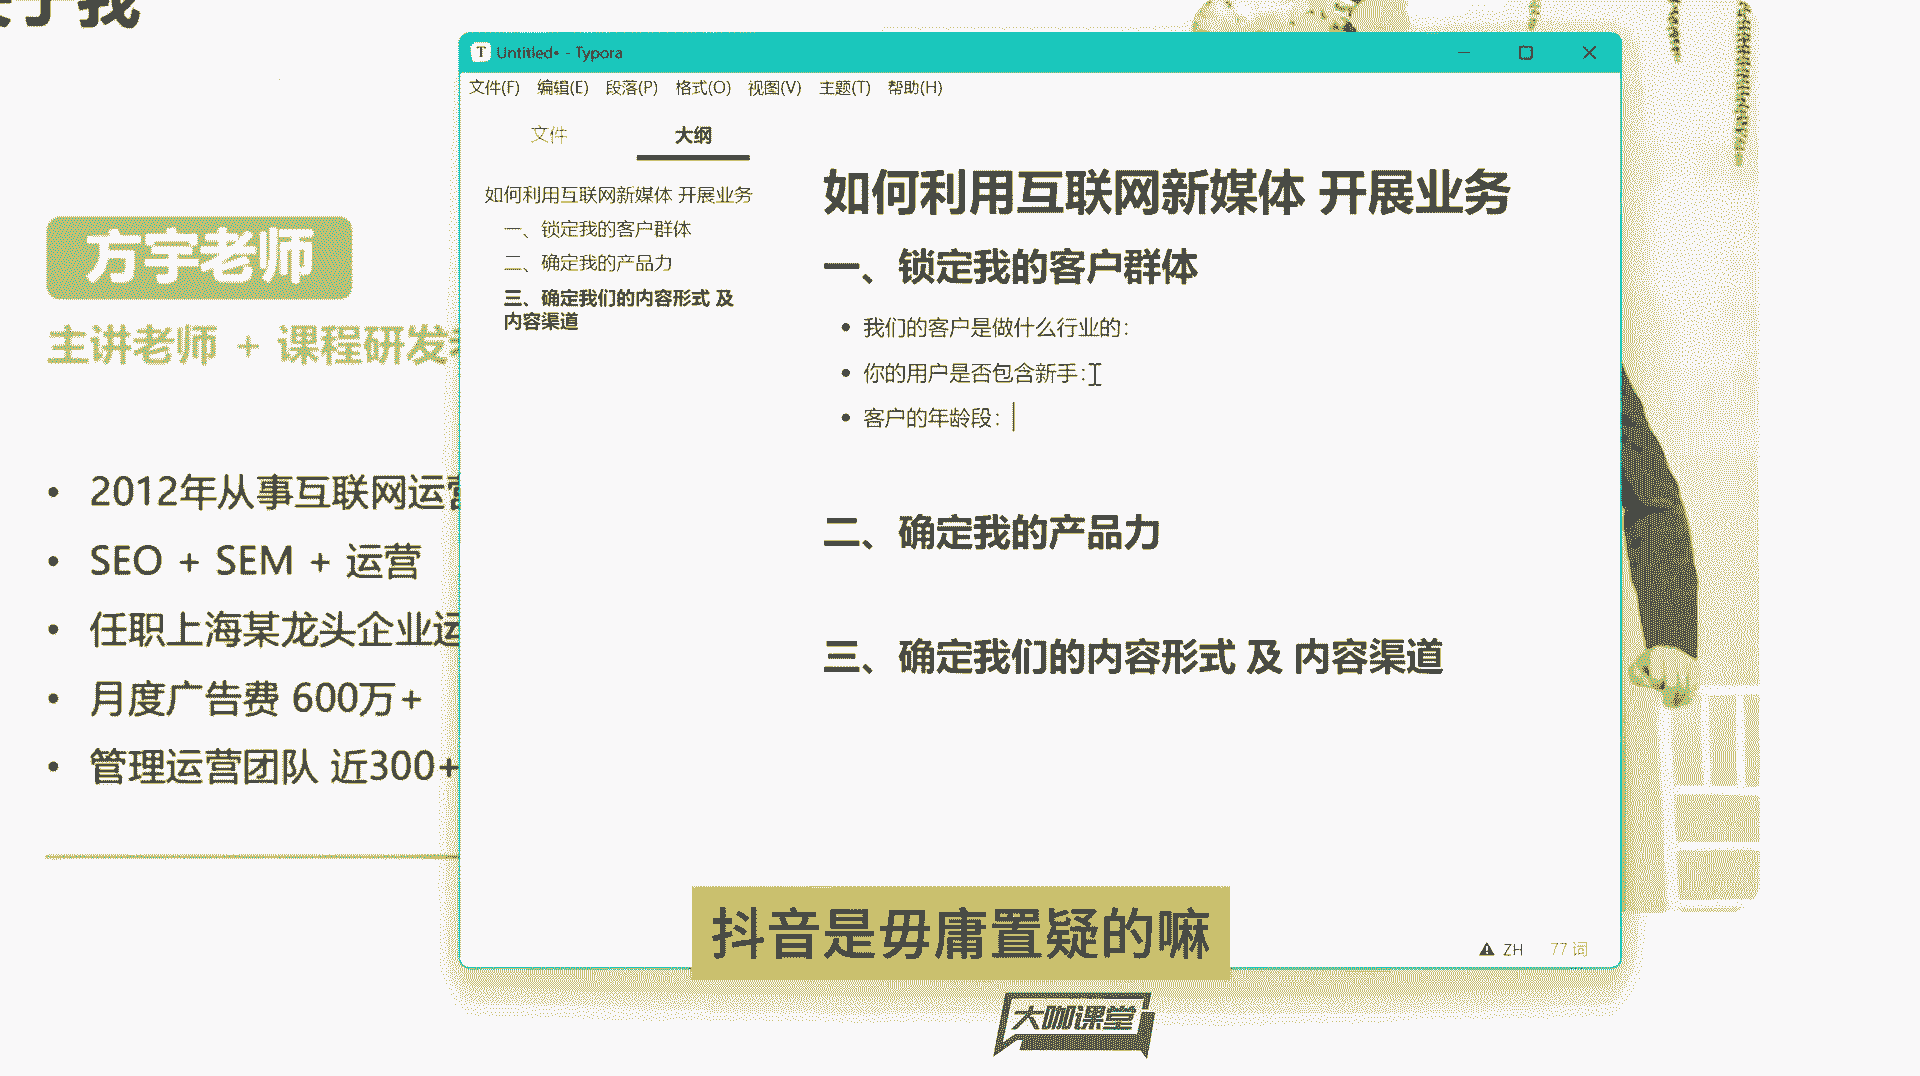 于我
方宇老师
主讲老师 + 课程研发
• 2012年从事互联网运营
• SEO + SEM + 运营
• 任职上海某龙头企业运
• 月度广告费 600万+
• 管理运营团队 近300+
Untitled• - Typora
文件(F) 编辑(E) 段落(P) 格式(O) 视图(V) 主题(T) 帮助(H)
文件 大纲
如何利用互联网新媒体 开展业务
一、锁定我的客户群体
二、确定我的产品力
三、确定我们的内容形式 及
内容渠道
如何利用互联网新媒体 开展业务
一、锁定我的客户群体
• 我们的客户是做什么行业的：
• 你的用户是否包含新手：
• 客户的年龄段：
二、确定我的产品力
三、确定我们的内容形式 及 内容渠道
ZH 77 词
抖音是毋庸置疑的嘛
大咖课堂